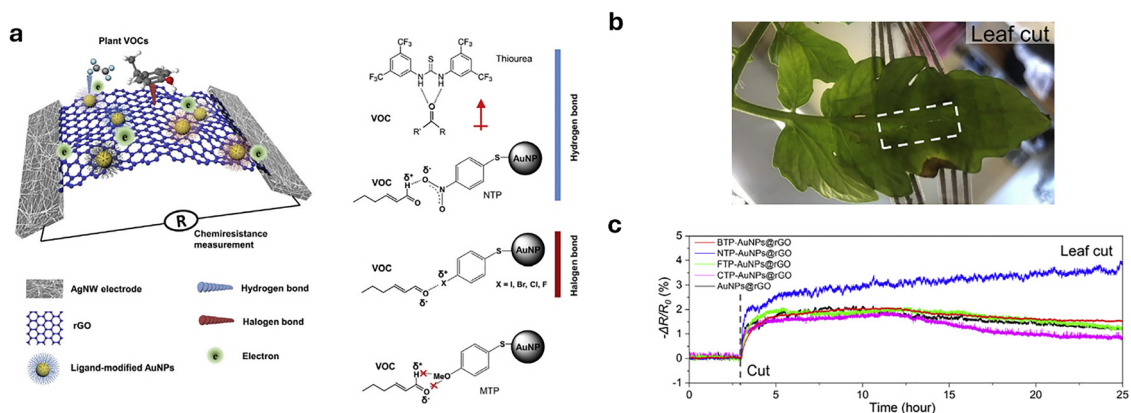 a
Plant VOCs
e
e
e
e
e
R
Chemiresistance
measurement
AgNW electrode
rGO
Ligand-modified AuNPs
Hydrogen bond
Halogen bond
e
Electron
CF₃
CF₃
S
Thiourea
F₃C
N
N
CF₃
H
H
O
VOC
R'
R
VOC
H
δ⁺
δ⁻
O
N
O
O
NTP
S
AuNP
Hydrogen bond
VOC
O
δ⁻
δ⁺
X
S
AuNP
X = I, Br, Cl, F
Halogen bond
VOC
H
δ⁺
O
δ⁻
MeO
MTP
S
AuNP
b
Leaf cut
c
-ΔR/R₀ (%)
5
4
3
2
1
0
-1
BTP-AuNPs@rGO
NTP-AuNPs@rGO
FTP-AuNPs@rGO
CTP-AuNPs@rGO
AuNPs@rGO
Leaf cut
Cut
0
5
10
15
20
25
Time (hour)